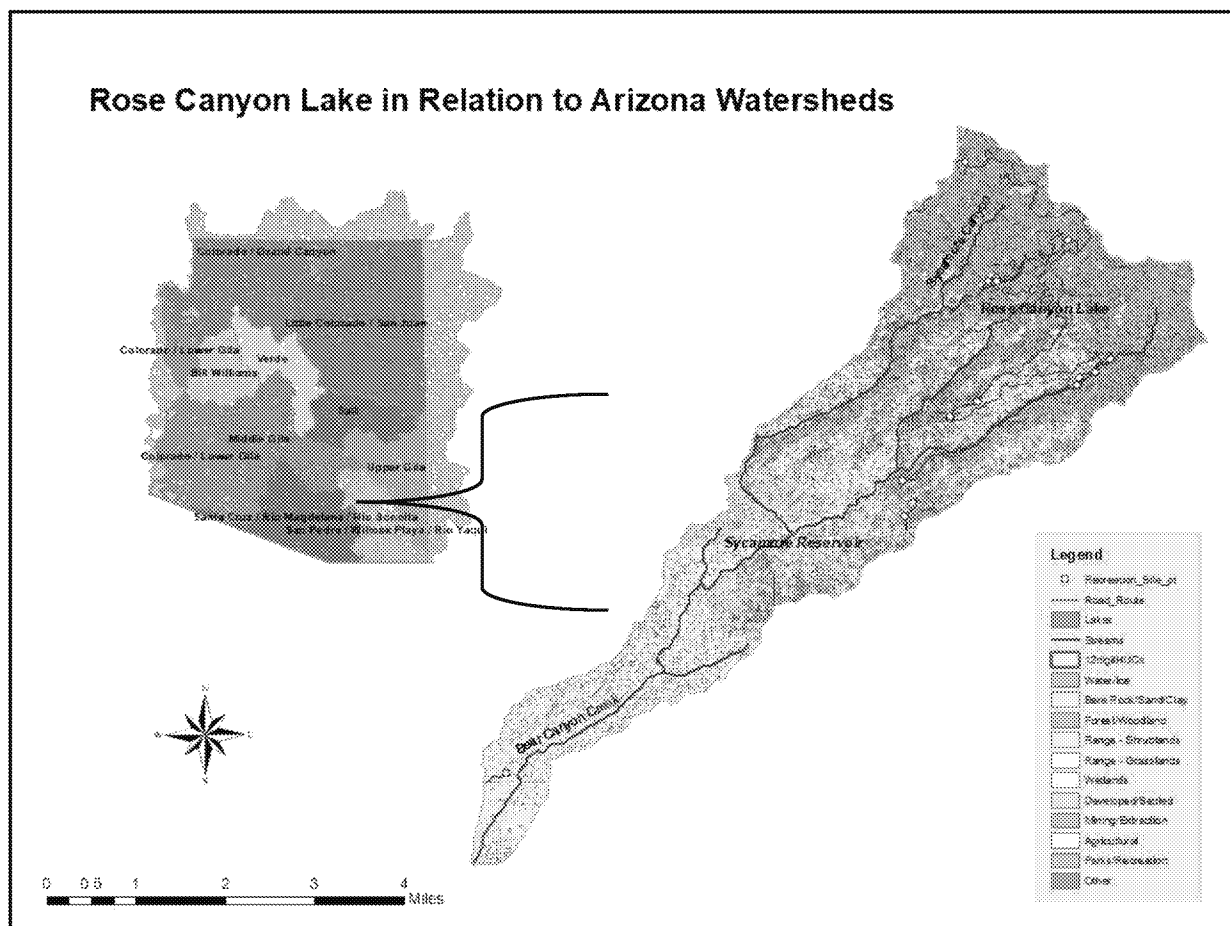 Rose Canyon Lake in Relation to Arizona Watersheds
Colorado / Grand Canyon
Little Colorado / San Juan
Colorado / Lower Gila
Verde
Bill Williams
Salt
Middle Gila
Colorado / Lower Gila
Upper Gila
Santa Cruz / Rio Magdalena / Rio Sonoita
San Pedro / Willcox Playa / Rio Yaqui
Canyon
Rose Canyon Lake
Sycamore Reservoir
Bear Canyon Creek
N
W
0 0.5 1 2 3 4
Miles
Legend
Recreation_Site_pt
Road_Route
Lakes
Streams
Water/Ice
Bare Rock/Sand/Clay
Forest/Woodland
Range - Shrublands
Range - Grasslands
Wetlands
Developed/Settled
Mining/Extraction
Agricultural
Parks/Recreation
Other